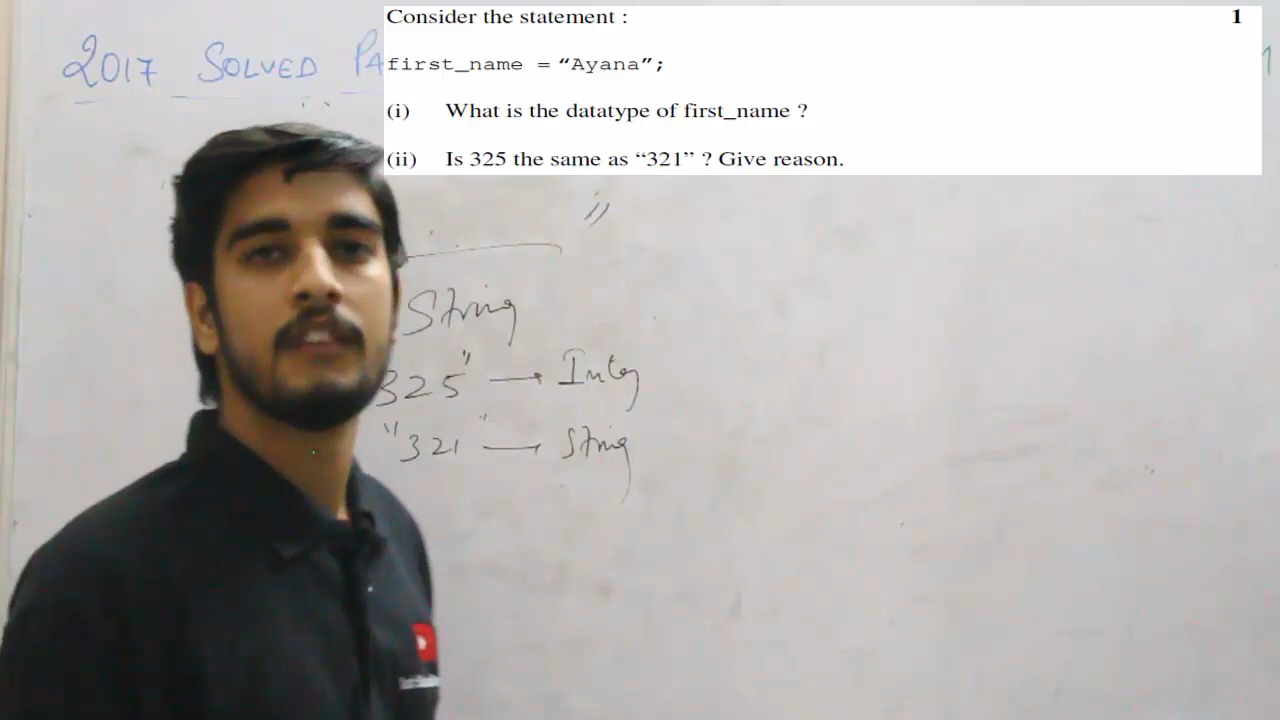 2017 SOLVED PA
Consider the statement : 1
first_name = “Ayana”;
(i) What is the datatype of first_name ?
(ii) Is 325 the same as “321” ? Give reason.
"
String
325" → Integ
"321" → String